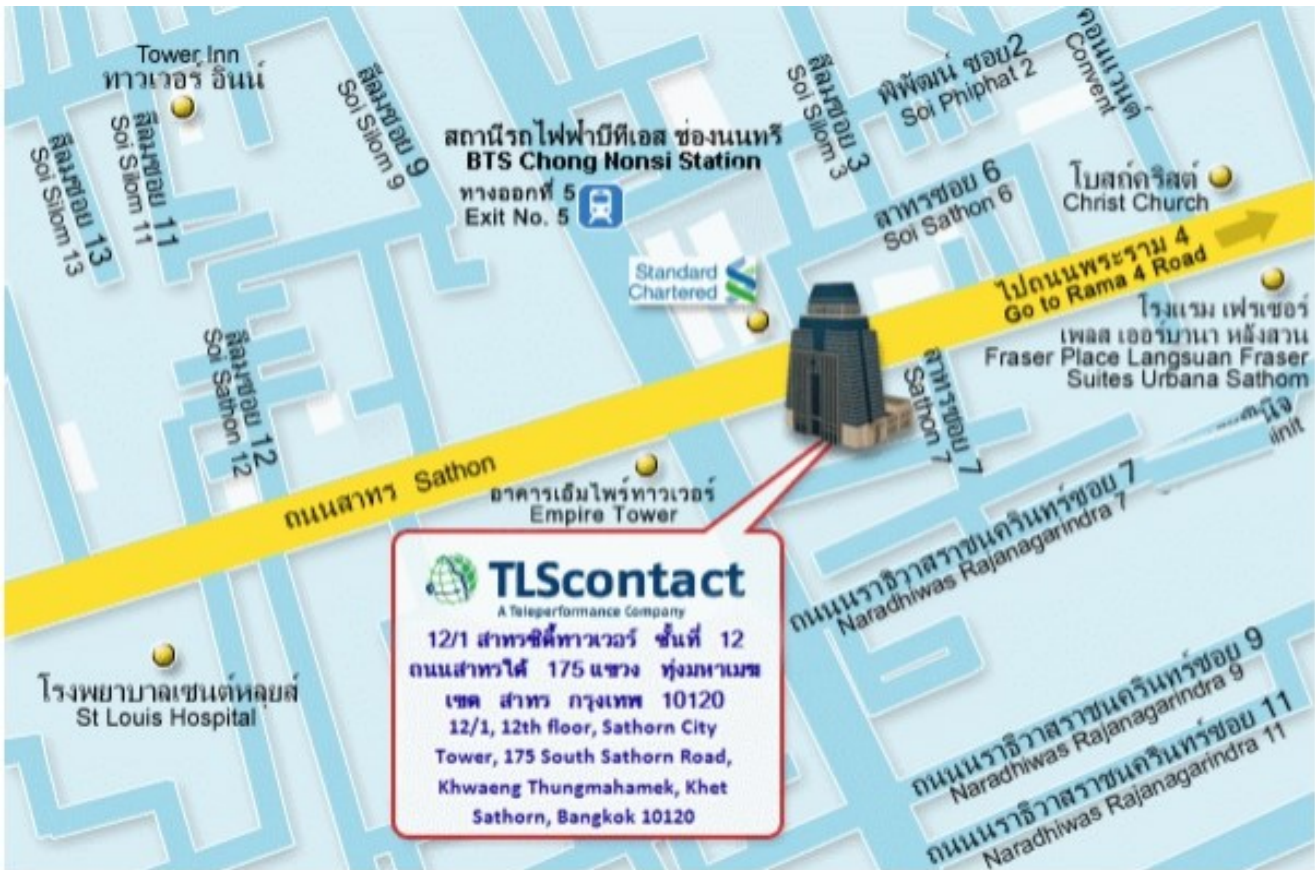 Tower Inn
ทาวเวอร์ อินน์
สีลมซอย 13
Soi Silom 13
สีลมซอย 11
Soi Silom 11
สีลมซอย 9
Soi Silom 9
สถานีรถไฟฟ้าบีทีเอส ช่องนนทรี
BTS Chong Nonsi Station
ทางออกที่ 5
Exit No. 5
สีลมซอย 3
Soi Silom 3
พิพัฒน์ ซอย2
Soi Phiphat 2
คอนแวนต์
Convent
สาทรซอย 6
Soi Sathon 6
โบสถ์คริสต์
Christ Church
Standard
Chartered
ไปถนนพระราม 4
Go to Rama 4 Road
โรงแรม เฟรเซอร์
เพลส เออร์บานา หลังสวน
Fraser Place Langsuan Fraser
Suites Urbana Sathorn
สีลมซอย 12
Soi Sathon 12
สาทรซอย 7
Sathon 7
ถนนสาทร Sathon
อาคารเอ็มไพร์ทาวเวอร์
Empire Tower
ถนนนราธิวาสราชนครินทร์ซอย 7
Naradhiwas Rajanagarindra 7
TLScontact
A Teleperformance Company
12/1 สาทรซิตี้ทาวเวอร์ ชั้นที่ 12
ถนนสาทรใต้ 175 แขวง ทุ่งมหาเมฆ
เขต สาทร กรุงเทพ 10120
12/1, 12th floor, Sathorn City
Tower, 175 South Sathorn Road,
Khwaeng Thungmahamek, Khet
Sathorn, Bangkok 10120
โรงพยาบาลเซนต์หลุยส์
St Louis Hospital
ถนนนราธิวาสราชนครินทร์ซอย 9
Naradhiwas Rajanagarindra 9
ถนนนราธิวาสราชนครินทร์ซอย 11
Naradhiwas Rajanagarindra 11